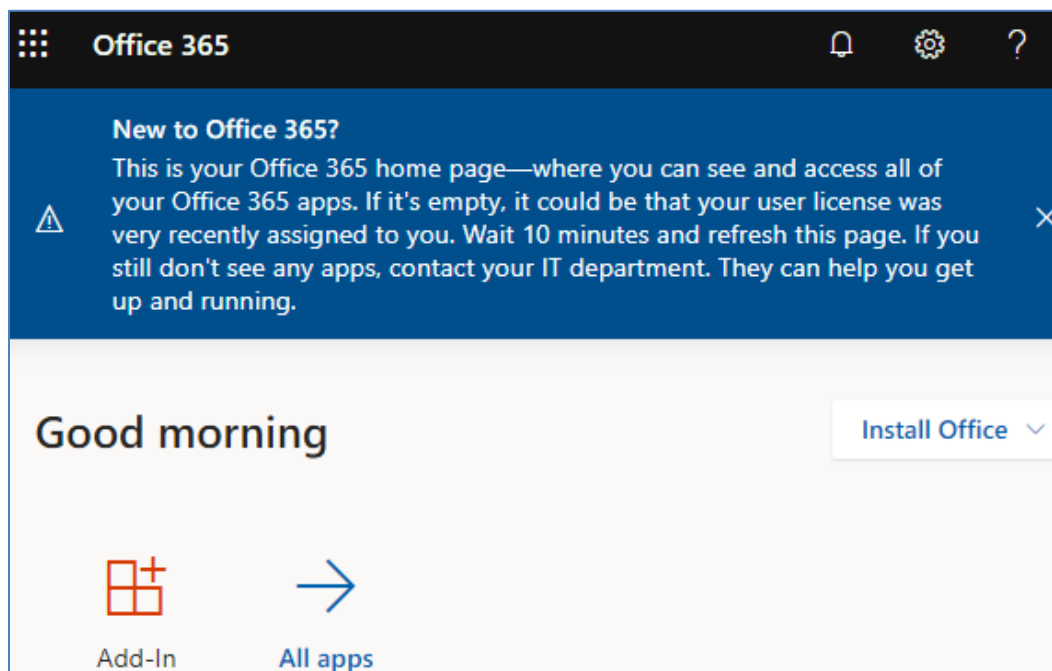 Office 365
?
New to Office 365?
This is your Office 365 home page—where you can see and access all of
your Office 365 apps. If it's empty, it could be that your user license was
very recently assigned to you. Wait 10 minutes and refresh this page. If you
still don't see any apps, contact your IT department. They can help you get
up and running.
Good morning
Install Office
Add-In
All apps